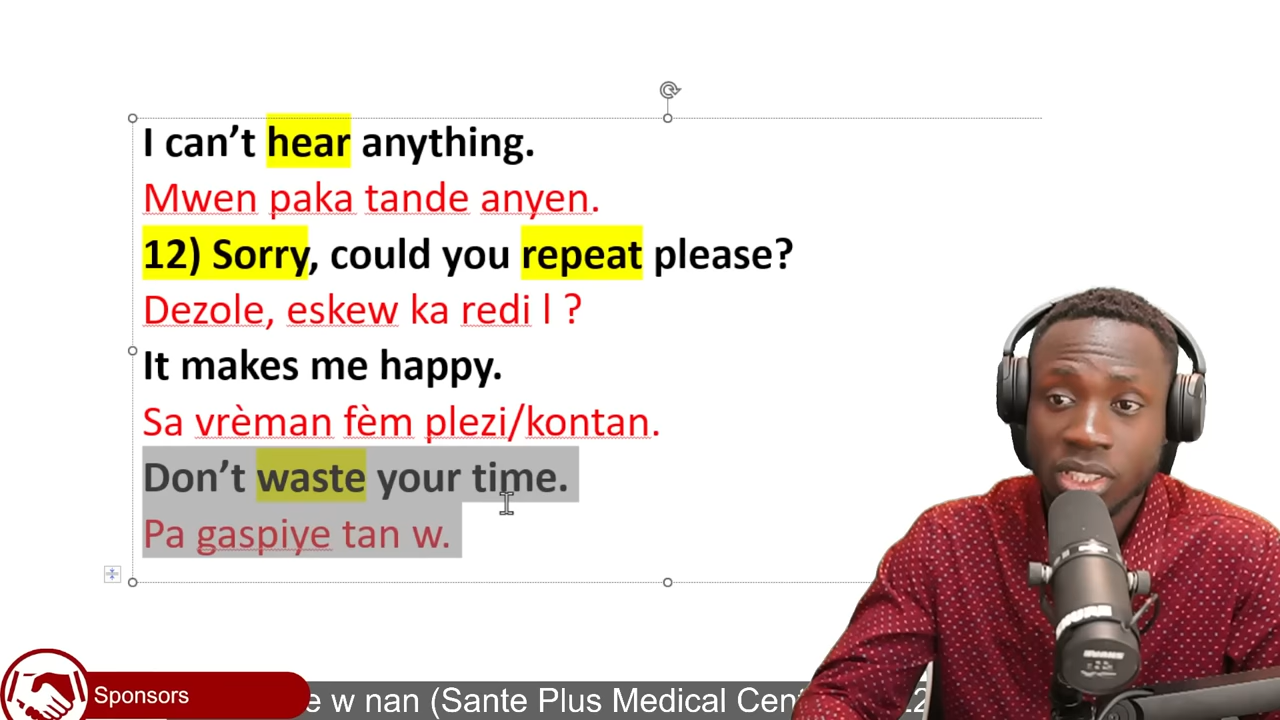 I can’t hear anything.
Mwen paka tande anyen.
12) Sorry, could you repeat please?
Dezole, eskew ka redi l ?
It makes me happy.
Sa vrèman fèm plezi/kontan.
Don’t waste your time.
Pa gaspiye tan w.
Sponsors
w nan (Sante Plus Medical